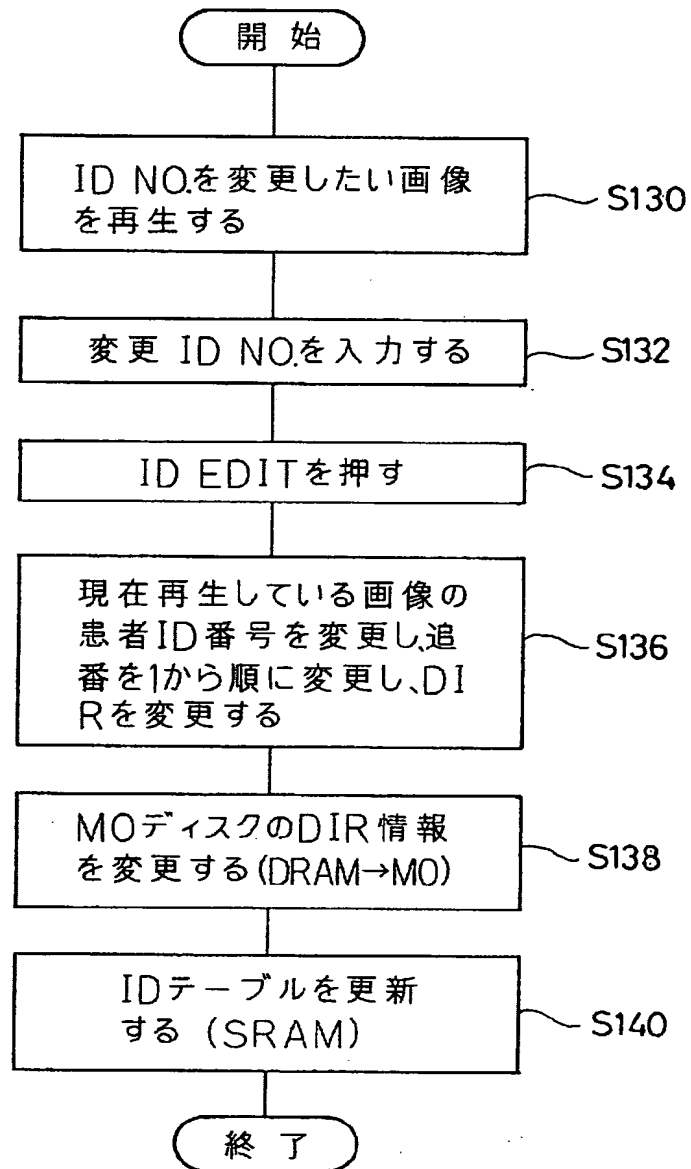 開始
ID NO.を変更したい画像
を再生する
S130
変更 ID NO.を入力する
S132
ID EDITを押す
S134
現在再生している画像の
患者ID番号を変更し、追
番を1から順に変更し、DI
Rを変更する
S136
MOディスクのDIR情報
を変更する(DRAM→MO)
S138
IDテーブルを更新
する (SRAM)
S140
終了